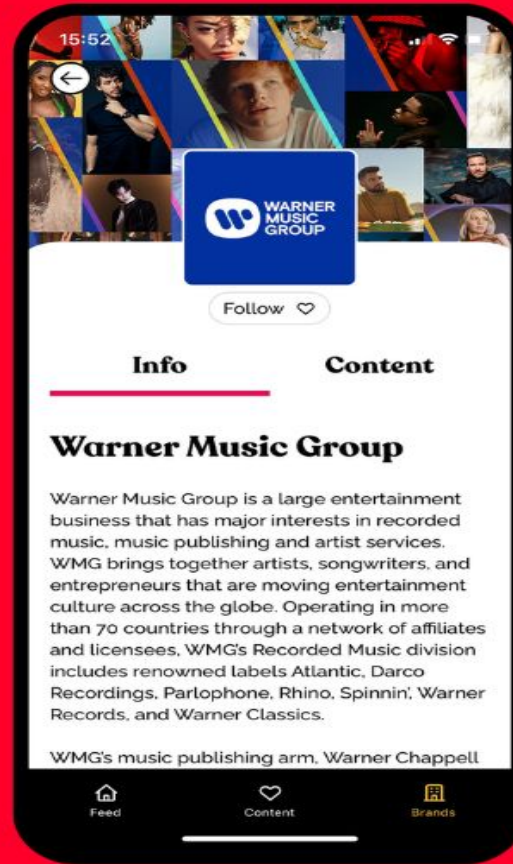 15:52
WARNER
MUSIC
GROUP
Follow
Info Content
Warner Music Group
Warner Music Group is a large entertainment
business that has major interests in recorded
music, music publishing and artist services.
WMG brings together artists, songwriters, and
entrepreneurs that are moving entertainment
culture across the globe. Operating in more
than 70 countries through a network of affiliates
and licensees, WMG's Recorded Music division
includes renowned labels Atlantic, Darco
Recordings, Parlophone, Rhino, Spinnin', Warner
Records, and Warner Classics.
WMG's music publishing arm, Warner Chappell
Feed Content Brands